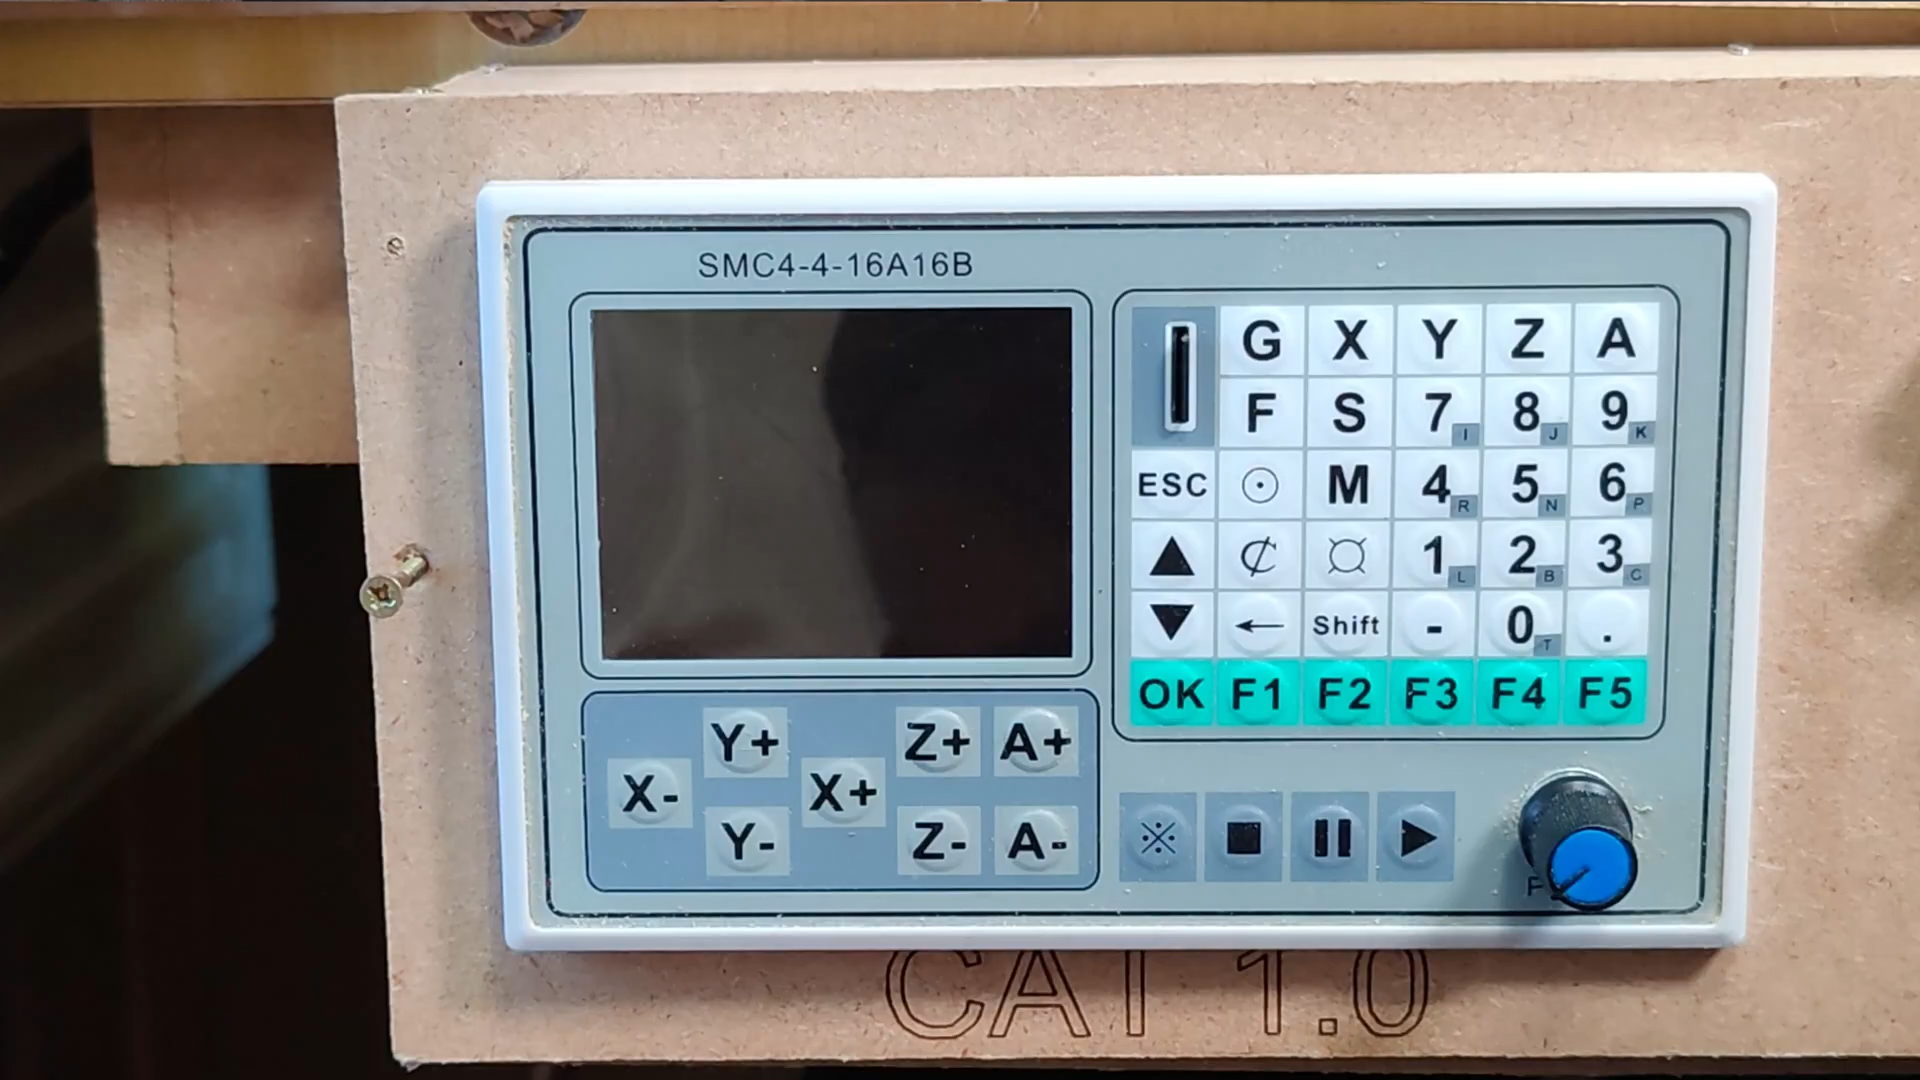 SMC4-4-16A16B
G X Y Z A
F S 7 I 8 J 9 K
ESC ⊙ M 4 R 5 N 6 P
▲ ₵ ¤ 1 L 2 B 3 C
▼ ← Shift - 0 T .
OK F1 F2 F3 F4 F5
Y+ Z+ A+
X- X+
Y- Z- A-
※ ■ ⏸ ▶
F
CAT 1.0